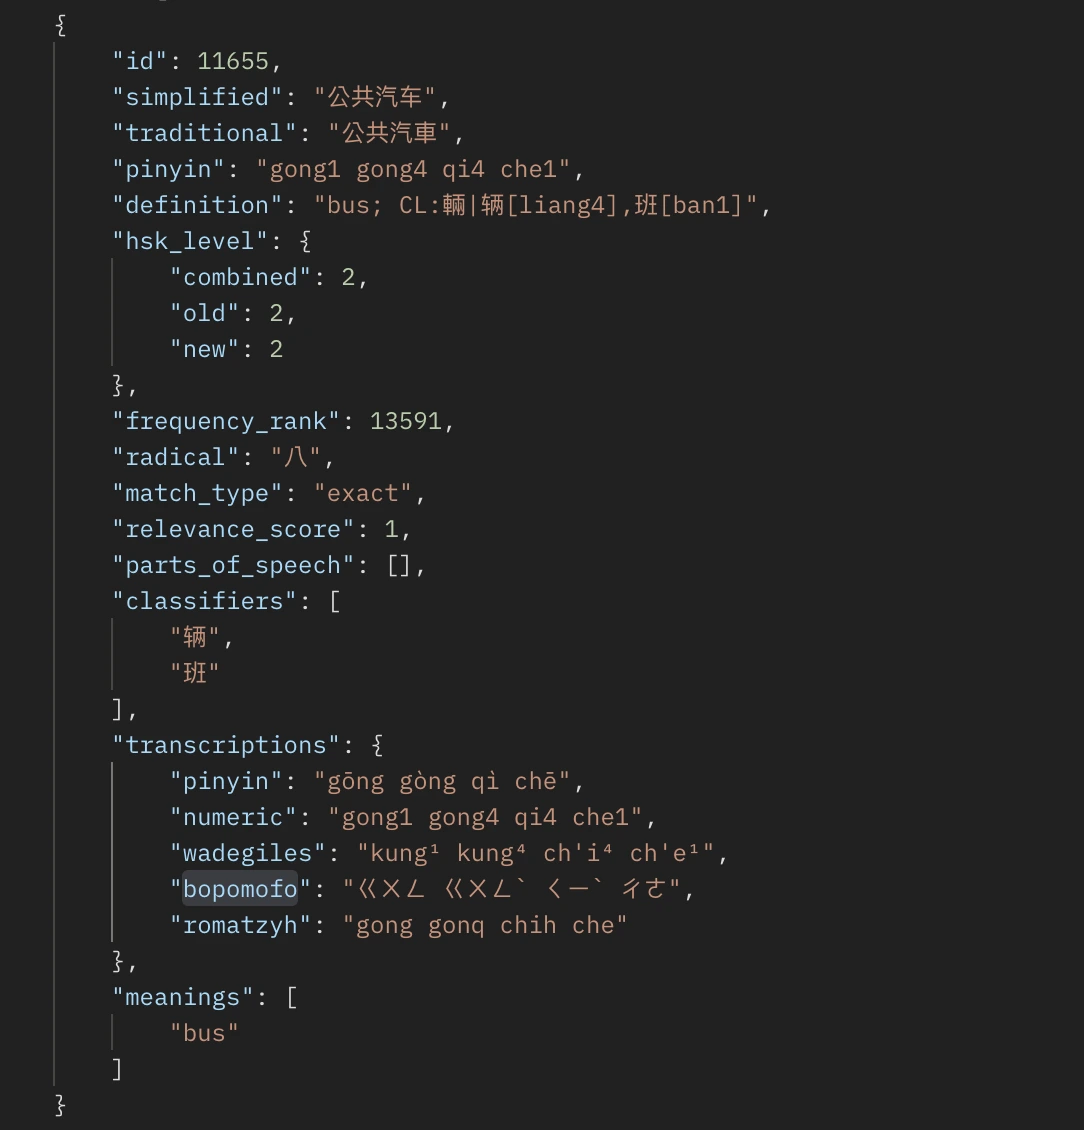 {
"id": 11655,
"simplified": "公共汽车",
"traditional": "公共汽車",
"pinyin": "gong1 gong4 qi4 che1",
"definition": "bus; CL:輛|辆[liang4],班[ban1]",
"hsk_level": {
"combined": 2,
"old": 2,
"new": 2
},
"frequency_rank": 13591,
"radical": "八",
"match_type": "exact",
"relevance_score": 1,
"parts_of_speech": [],
"classifiers": [
"辆",
"班"
],
"transcriptions": {
"pinyin": "gōng gòng qì chē",
"numeric": "gong1 gong4 qi4 che1",
"wadegiles": "kung¹ kung⁴ ch'i⁴ ch'e¹",
"bopomofo": "ㄍㄨㄥ ㄍㄨㄥˋ ㄑㄧˋ ㄔㄜ",
"romatzyh": "gong gonq chih che"
},
"meanings": [
"bus"
]
}